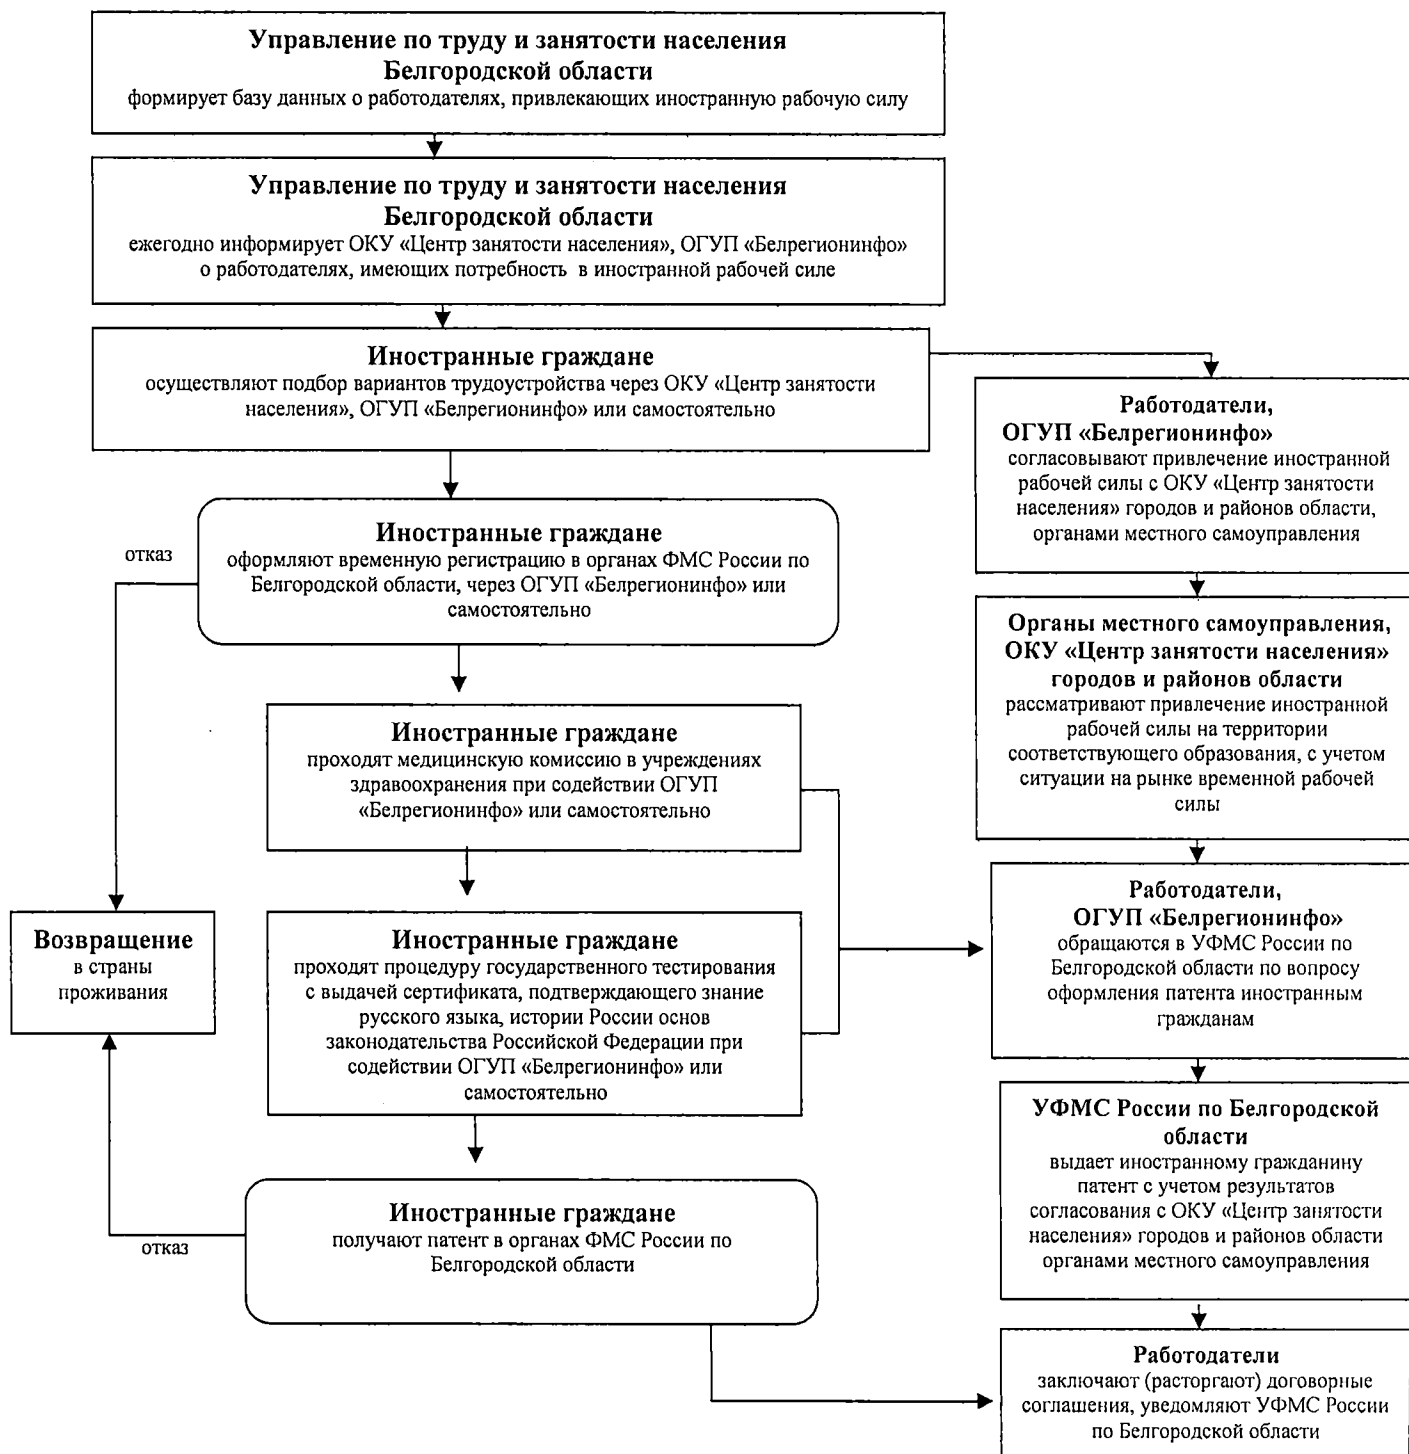 Управление по труду и занятости населения
Белгородской области
формирует базу данных о работодателях, привлекающих иностранную рабочую силу
Управление по труду и занятости населения
Белгородской области
ежегодно информирует ОКУ «Центр занятости населения», ОГУП «Белрегионинфо»
о работодателях, имеющих потребность в иностранной рабочей силе
Иностранные граждане
осуществляют подбор вариантов трудоустройства через ОКУ «Центр занятости
населения», ОГУП «Белрегионинфо» или самостоятельно
Иностранные граждане
оформляют временную регистрацию в органах ФМС России по
Белгородской области, через ОГУП «Белрегионинфо» или
самостоятельно
отказ
Иностранные граждане
проходят медицинскую комиссию в учреждениях
здравоохранения при содействии ОГУП
«Белрегионинфо» или самостоятельно
Возвращение
в страны
проживания
Иностранные граждане
проходят процедуру государственного тестирования
с выдачей сертификата, подтверждающего знание
русского языка, истории России основ
законодательства Российской Федерации при
содействии ОГУП «Белрегионинфо» или
самостоятельно
Иностранные граждане
получают патент в органах ФМС России по
Белгородской области
отказ
Работодатели,
ОГУП «Белрегионинфо»
согласовывают привлечение иностранной
рабочей силы с ОКУ «Центр занятости
населения» городов и районов области,
органами местного самоуправления
Органы местного самоуправления,
ОКУ «Центр занятости населения»
городов и районов области
рассматривают привлечение иностранной
рабочей силы на территории
соответствующего образования, с учетом
ситуации на рынке временной рабочей
силы
Работодатели,
ОГУП «Белрегионинфо»
обращаются в УФМС России по
Белгородской области по вопросу
оформления патента иностранным
гражданам
УФМС России по Белгородской
области
выдает иностранному гражданину
патент с учетом результатов
согласования с ОКУ «Центр занятости
населения» городов и районов области
органами местного самоуправления
Работодатели
заключают (расторгают) договорные
соглашения, уведомляют УФМС России
по Белгородской области